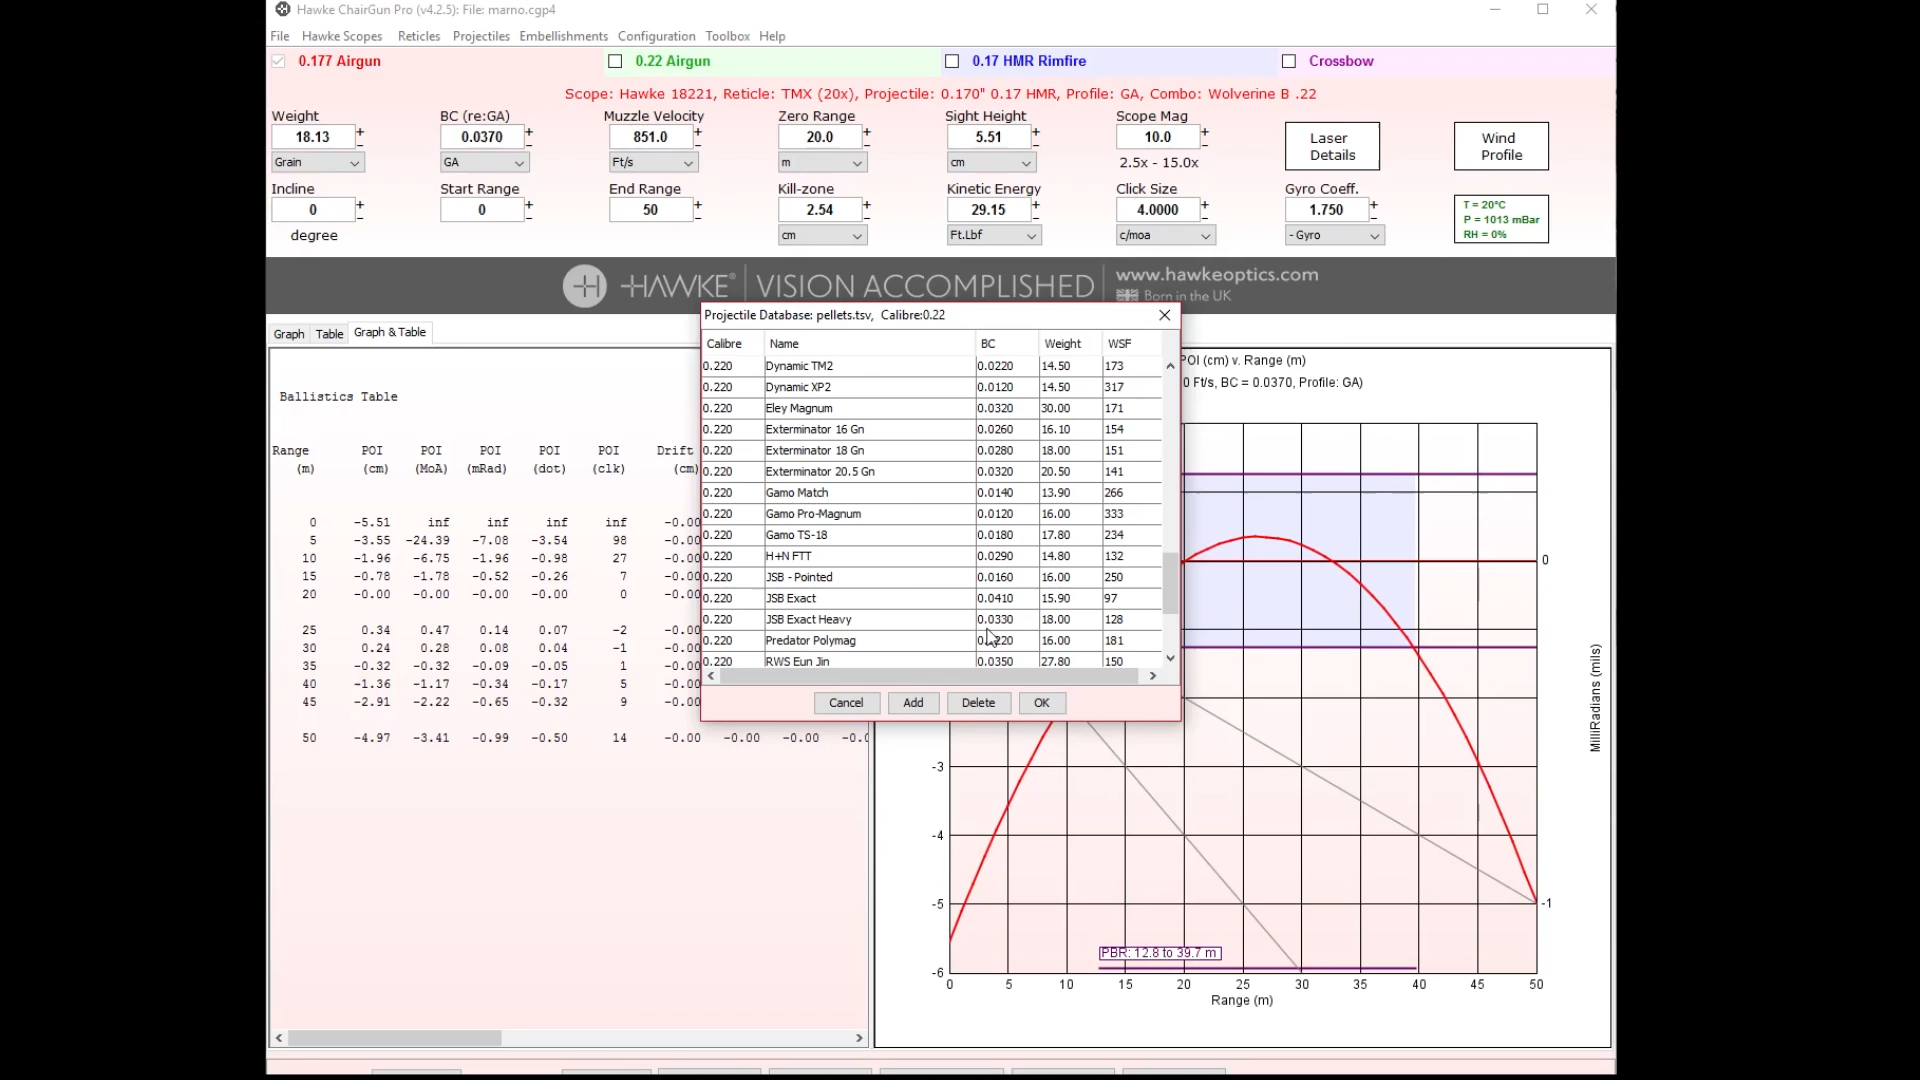 Hawke ChairGun Pro (v4.2.5): File: marno.cgp4
File Hawke Scopes Reticles Projectiles Embellishments Configuration Toolbox Help
0.177 Airgun 0.22 Airgun 0.17 HMR Rimfire Crossbow
Scope: Hawke 18221, Reticle: TMX (20x), Projectile: 0.170" 0.17 HMR, Profile: GA, Combo: Wolverine B .22
Weight BC (re:GA) Muzzle Velocity Zero Range Sight Height Scope Mag
18.13 + - 0.0370 + - 851.0 + - 20.0 + - 5.51 + - 10.0 + - Laser Details Wind Profile
Grain GA Ft/s m cm 2.5x - 15.0x
Incline Start Range End Range Kill-zone Kinetic Energy Click Size Gyro Coeff.
0 + - 0 + - 50 + - 2.54 + - 29.15 + - 4.0000 + - 1.750 + -
degree cm Ft.Lbf c/moa - Gyro
T = 20°C
P = 1013 mBar
RH = 0%
HAWKE® VISION ACCOMPLISHED www.hawkeoptics.com
Born in the UK
Graph Table Graph & Table
Ballistics Table
Range POI POI POI POI POI Drift
(m) (cm) (MoA) (mRad) (dot) (clk) (cm)
0 -5.51 inf inf inf inf -0.00
5 -3.55 -24.39 -7.08 -3.54 98 -0.00
10 -1.96 -6.75 -1.96 -0.98 27 -0.00
15 -0.78 -1.78 -0.52 -0.26 7 -0.00
20 -0.00 -0.00 -0.00 -0.00 0 -0.00
25 0.34 0.47 0.14 0.07 -2 -0.00
30 0.24 0.28 0.08 0.04 -1 -0.00
35 -0.32 -0.32 -0.09 -0.05 1 -0.00
40 -1.36 -1.17 -0.34 -0.17 5 -0.00
45 -2.91 -2.22 -0.65 -0.32 9 -0.00
50 -4.97 -3.41 -0.99 -0.50 14 -0.00 -0.00 -0.00 -0.0
Projectile Database: pellets.tsv, Calibre:0.22
Calibre Name BC Weight WSF
0.220 Dynamic TM2 0.0220 14.50 173
0.220 Dynamic XP2 0.0120 14.50 317
0.220 Eley Magnum 0.0320 30.00 171
0.220 Exterminator 16 Gn 0.0260 16.10 154
0.220 Exterminator 18 Gn 0.0280 18.00 151
0.220 Exterminator 20.5 Gn 0.0320 20.50 141
0.220 Gamo Match 0.0140 13.90 266
0.220 Gamo Pro-Magnum 0.0120 16.00 333
0.220 Gamo TS-18 0.0180 17.80 234
0.220 H+N FTT 0.0290 14.80 132
0.220 JSB - Pointed 0.0160 16.00 250
0.220 JSB Exact 0.0410 15.90 97
0.220 JSB Exact Heavy 0.0330 18.00 128
0.220 Predator Polymag 16.00 181
0.220 RWS Eun Jin 0.0350 27.80 150
Cancel Add Delete OK
POI (cm) v. Range (m)
0 Ft/s, BC = 0.0370, Profile: GA)
0
-3
-4
-5
-6
-1
MilliRadians (mils)
PBR: 12.8 to 39.7 m
0 5 10 15 20 25 30 35 40 45 50
Range (m)